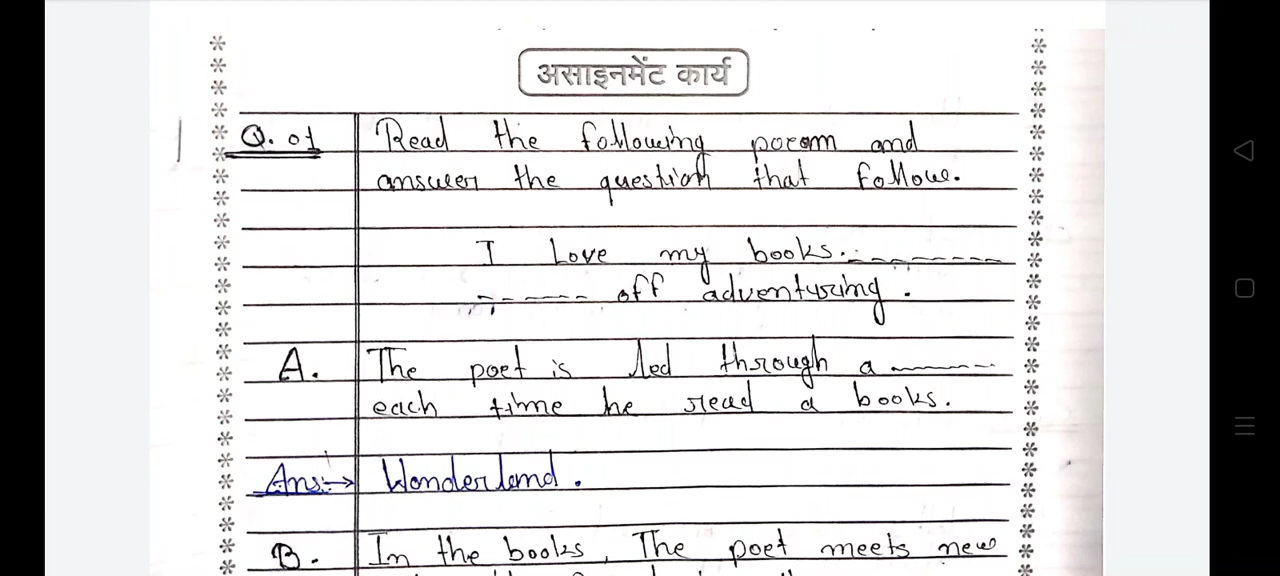 असाइनमेंट कार्य
Q. 01 Read the following poeom and
answer the question that follow.
I Love my books. --------
------ off adventuring.
A. The poet is led through a --------
each time he read a books.
Ans:→ Wonderland.
B. In the books, The poet meets new